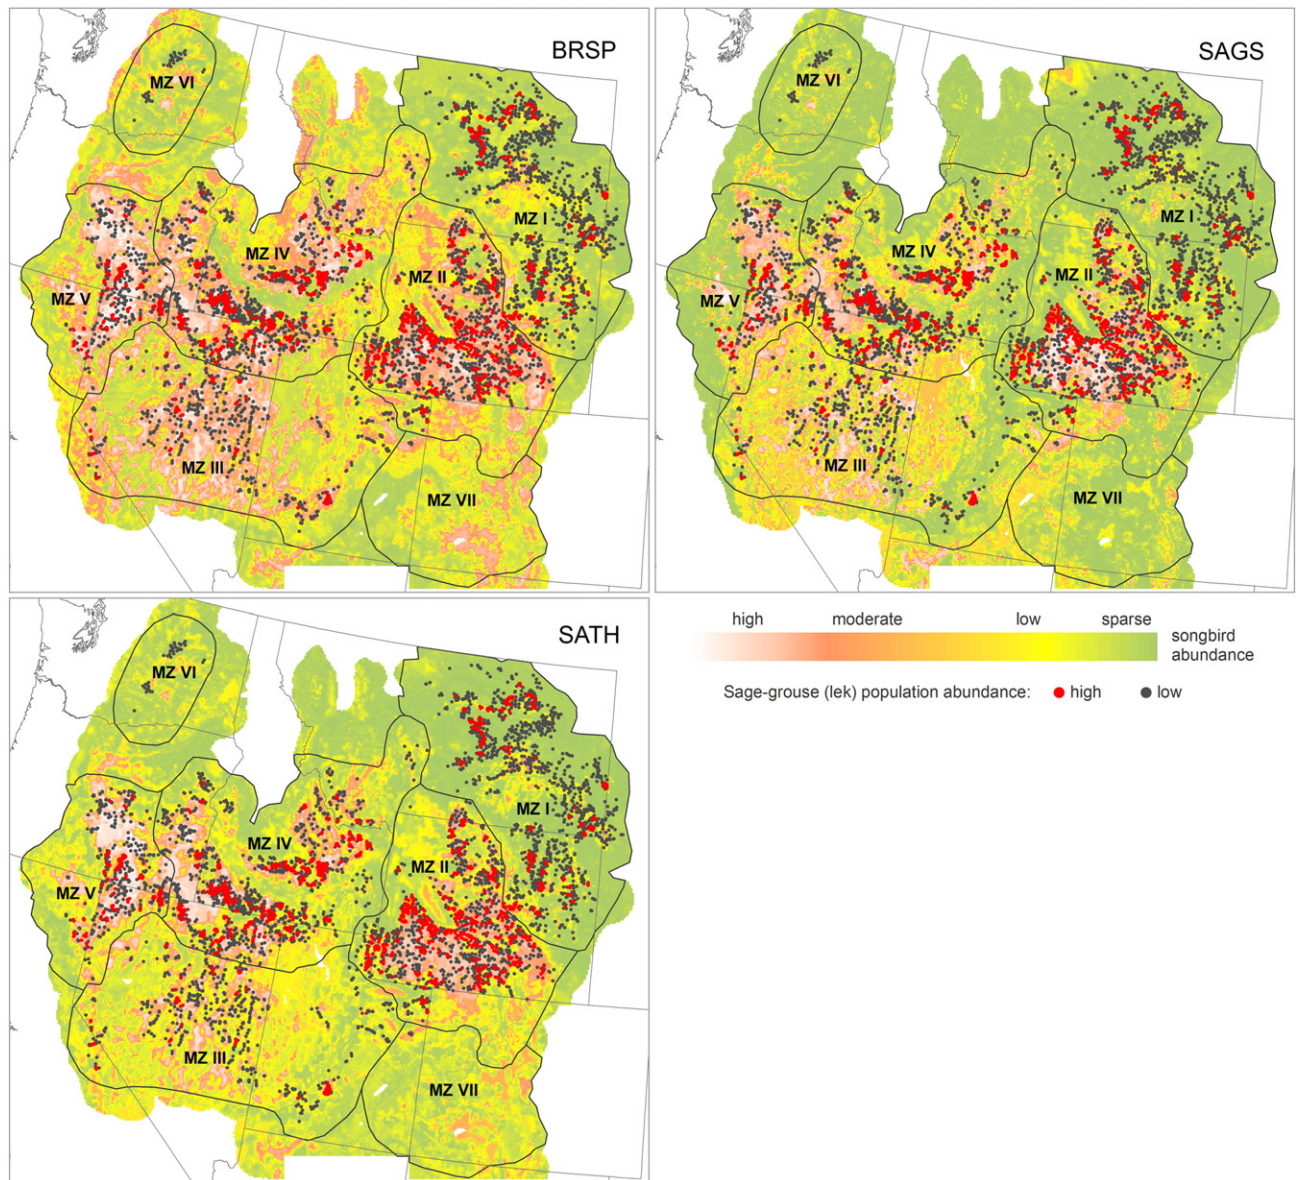 BRSP
MZ VI
MZ I
MZ IV
MZ II
MZ V
MZ III
MZ VII
SAGS
MZ VI
MZ I
MZ IV
MZ II
MZ V
MZ III
MZ VII
SATH
MZ VI
MZ I
MZ IV
MZ II
MZ V
MZ III
MZ VII
high moderate low sparse
songbird
abundance
Sage-grouse (lek) population abundance: high low